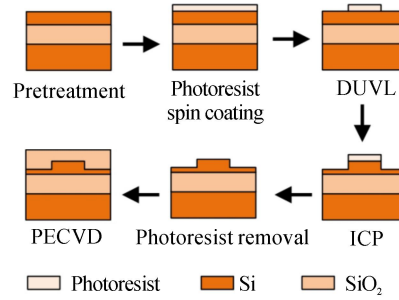 Pretreatment
Photoresist
spin coating
DUVL
PECVD
Photoresist removal
ICP
Photoresist
Si
SiO₂